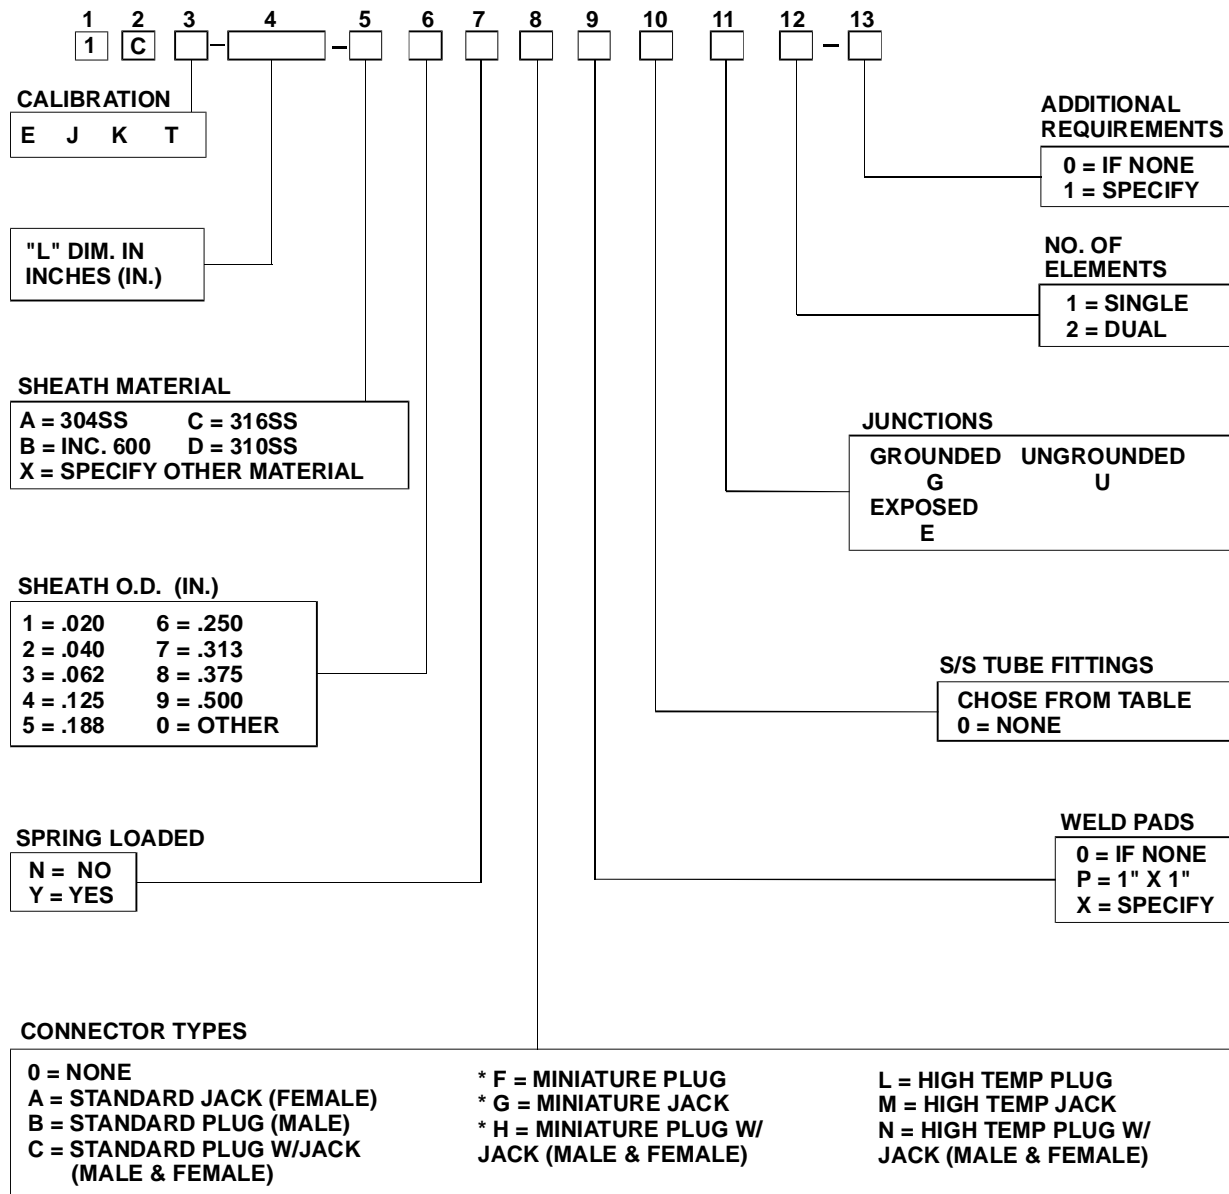 1 2 3 4 5 6 7 8 9 10 11 12 13
1 C
CALIBRATION
E J K T
"L" DIM. IN
INCHES (IN.)
SHEATH MATERIAL
A = 304SS C = 316SS
B = INC. 600 D = 310SS
X = SPECIFY OTHER MATERIAL
SHEATH O.D. (IN.)
1 = .020 6 = .250
2 = .040 7 = .313
3 = .062 8 = .375
4 = .125 9 = .500
5 = .188 0 = OTHER
SPRING LOADED
N = NO
Y = YES
ADDITIONAL
REQUIREMENTS
0 = IF NONE
1 = SPECIFY
NO. OF
ELEMENTS
1 = SINGLE
2 = DUAL
JUNCTIONS
GROUNDED UNGROUNDED
G U
EXPOSED
E
S/S TUBE FITTINGS
CHOSE FROM TABLE
0 = NONE
WELD PADS
0 = IF NONE
P = 1" X 1"
X = SPECIFY
CONNECTOR TYPES
0 = NONE
A = STANDARD JACK (FEMALE)
B = STANDARD PLUG (MALE)
C = STANDARD PLUG W/JACK
(MALE & FEMALE)
* F = MINIATURE PLUG
* G = MINIATURE JACK
* H = MINIATURE PLUG W/
JACK (MALE & FEMALE)
L = HIGH TEMP PLUG
M = HIGH TEMP JACK
N = HIGH TEMP PLUG W/
JACK (MALE & FEMALE)